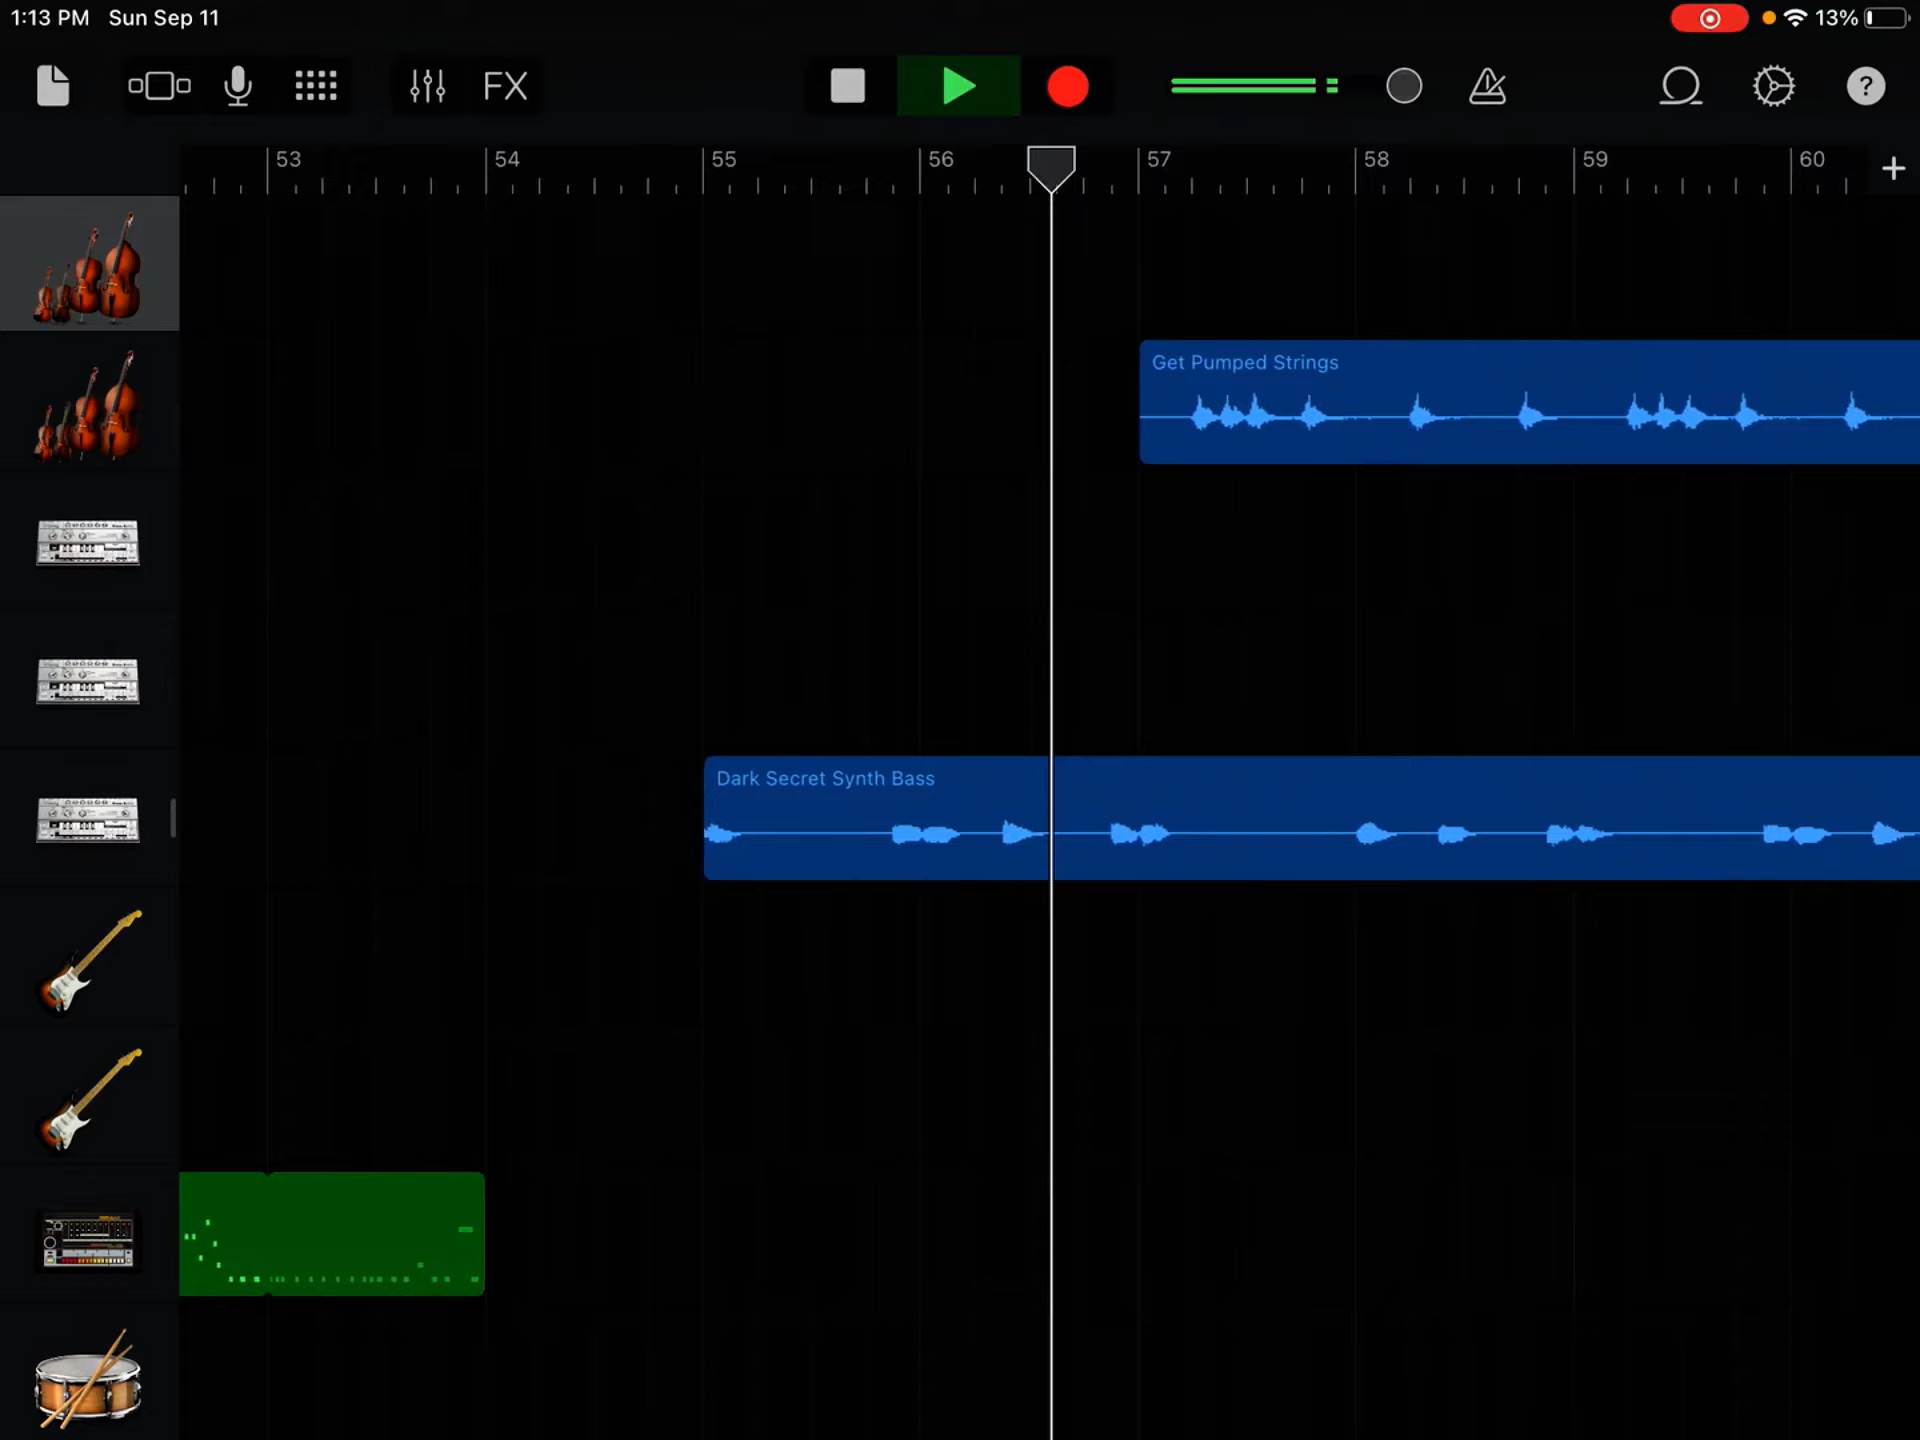 1:13 PM Sun Sep 11 13%
FX ?
53 54 55 56 57 58 59 60 +
Get Pumped Strings
Dark Secret Synth Bass